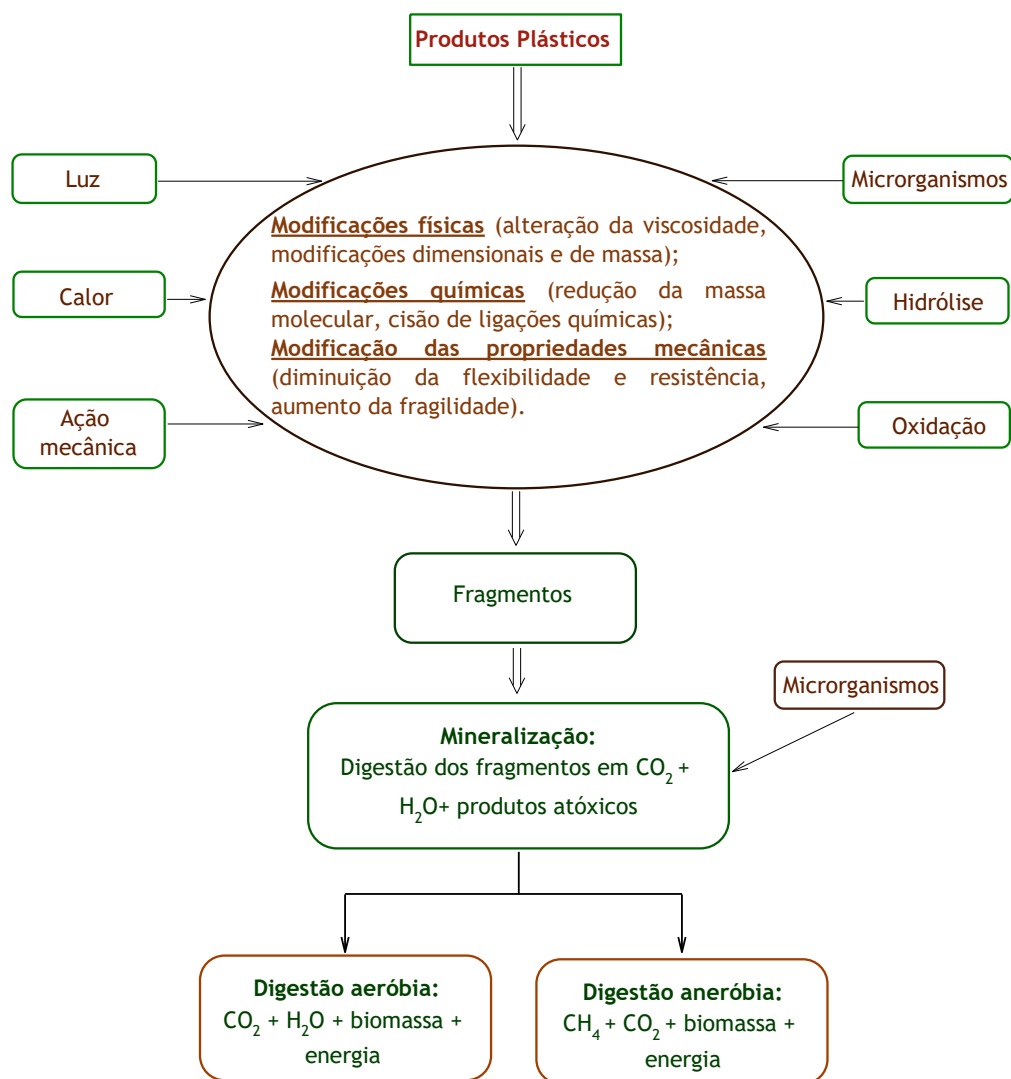 Produtos Plásticos
Luz
Microrganismos
Modificações físicas (alteração da viscosidade,
modificações dimensionais e de massa);
Calor
Modificações químicas (redução da massa
molecular, cisão de ligações químicas);
Hidrólise
Modificação das propriedades mecânicas
(diminuição da flexibilidade e resistência,
aumento da fragilidade).
Ação
mecânica
Oxidação
Fragmentos
Microrganismos
Mineralização:
Digestão dos fragmentos em CO₂ +
H₂O+ produtos atóxicos
Digestão aeróbia:
CO₂ + H₂O + biomassa +
energia
Digestão aneróbia:
CH₄ + CO₂ + biomassa +
energia